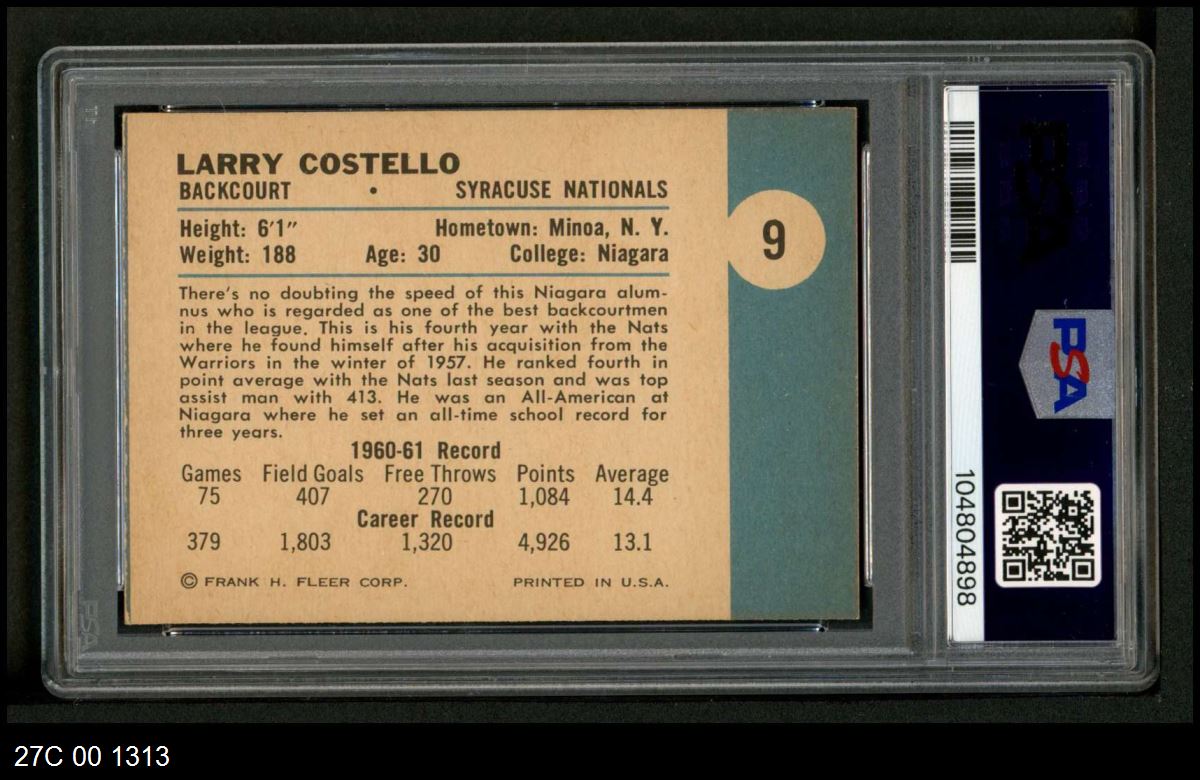 LARRY COSTELLO
BACKCOURT • SYRACUSE NATIONALS
Height: 6'1" Hometown: Minoa, N. Y.
Weight: 188 Age: 30 College: Niagara
9
There's no doubting the speed of this Niagara alum-
nus who is regarded as one of the best backcourtmen
in the league. This is his fourth year with the Nats
where he found himself after his acquisition from the
Warriors in the winter of 1957. He ranked fourth in
point average with the Nats last season and was top
assist man with 413. He was an All-American at
Niagara where he set an all-time school record for
three years.
1960-61 Record
Games Field Goals Free Throws Points Average
75 407 270 1,084 14.4
Career Record
379 1,803 1,320 4,926 13.1
© FRANK H. FLEER CORP. PRINTED IN U.S.A.
PSA
PSA
104804898
PSA
27C 00 1313